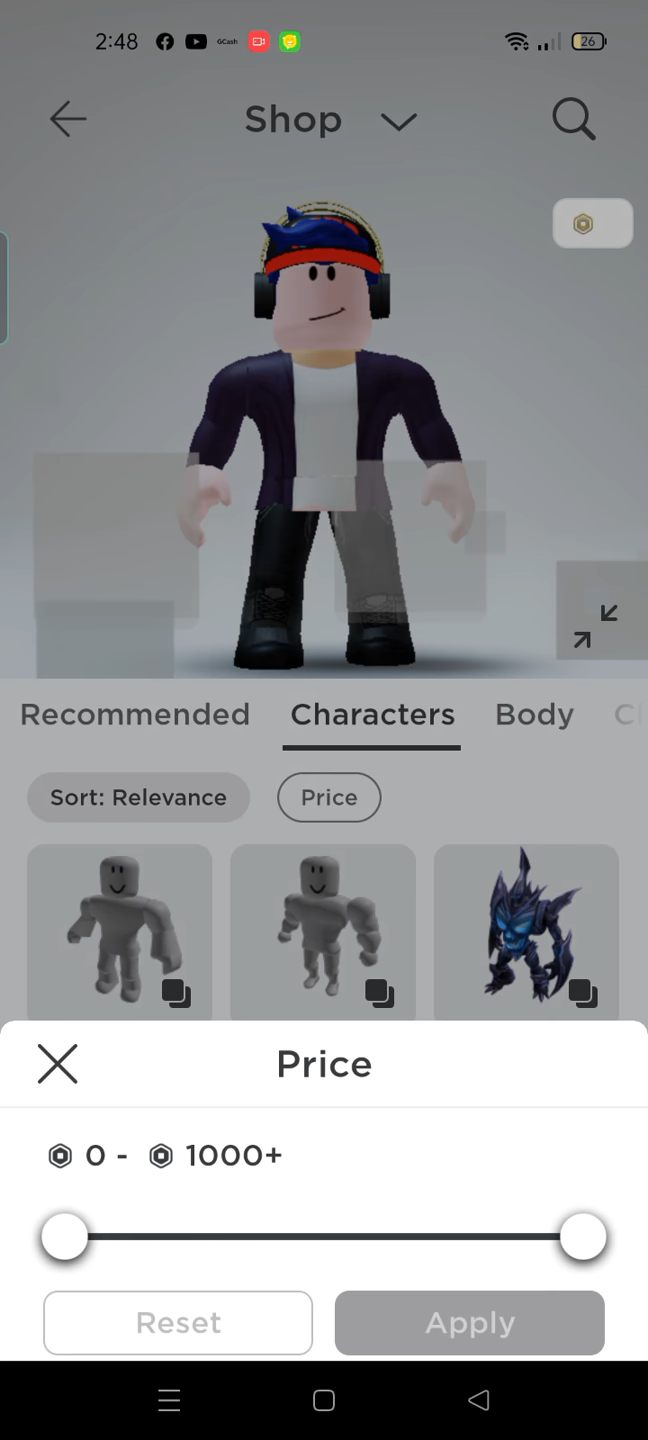 2:48 GCash 26
Shop
Recommended Characters Body
Sort: Relevance Price
Price
0 - 1000+
Reset Apply